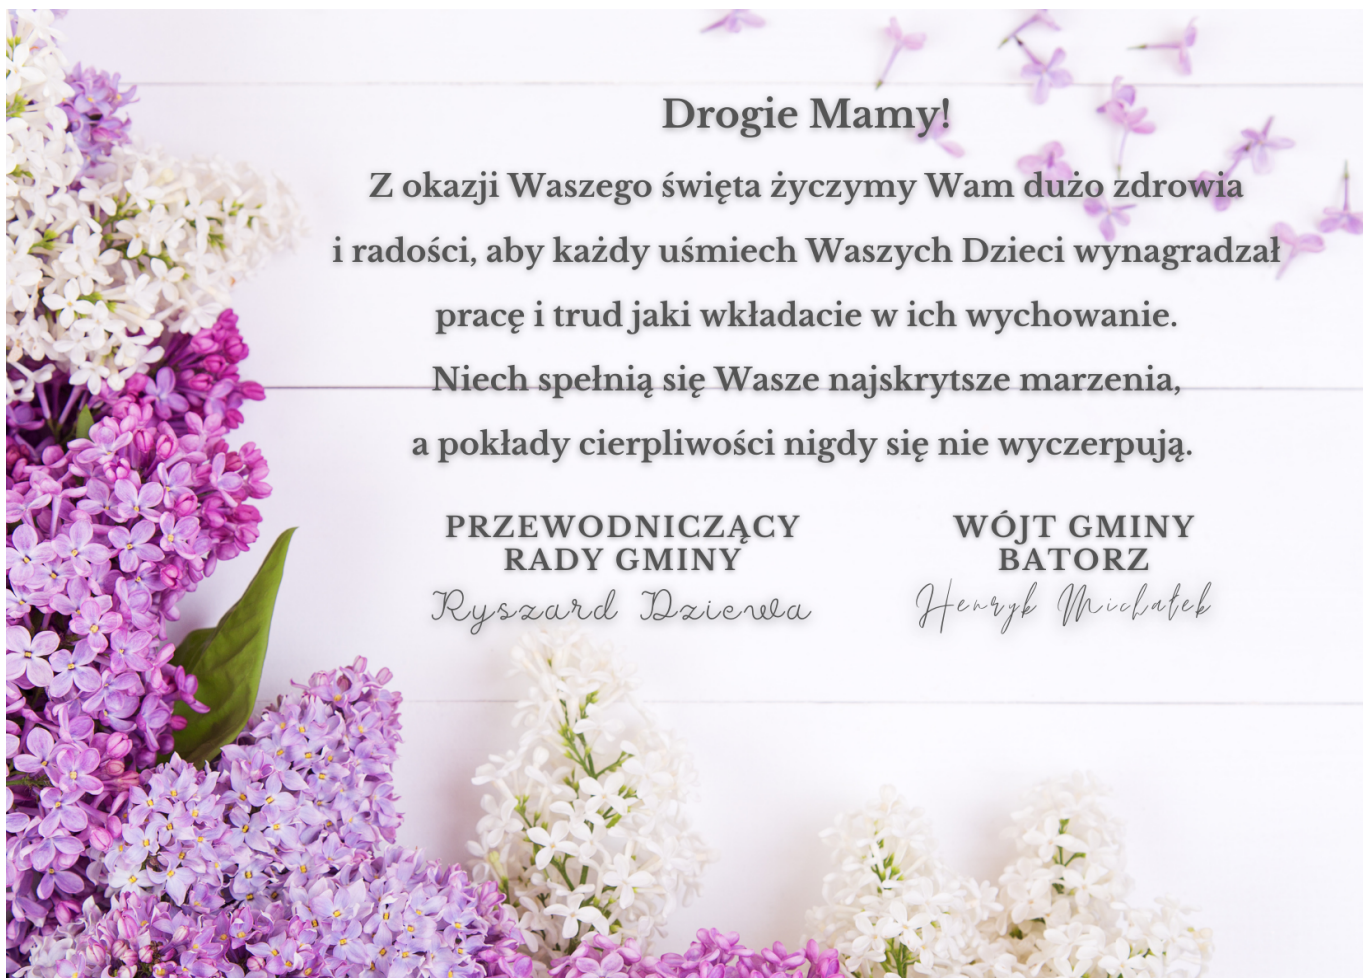 Drogie Mamy!
Z okazji Waszego święta życzymy Wam dużo zdrowia
i radości, aby każdy uśmiech Waszych Dzieci wynagradzał
pracę i trud jaki wkładacie w ich wychowanie.
Niech spełnią się Wasze najskrytsze marzenia,
a pokłady cierpliwości nigdy się nie wyczerpują.
PRZEWODNICZĄCY
RADY GMINY
Ryszard Dziewa
WÓJT GMINY
BATORZ
Henryk Michałek